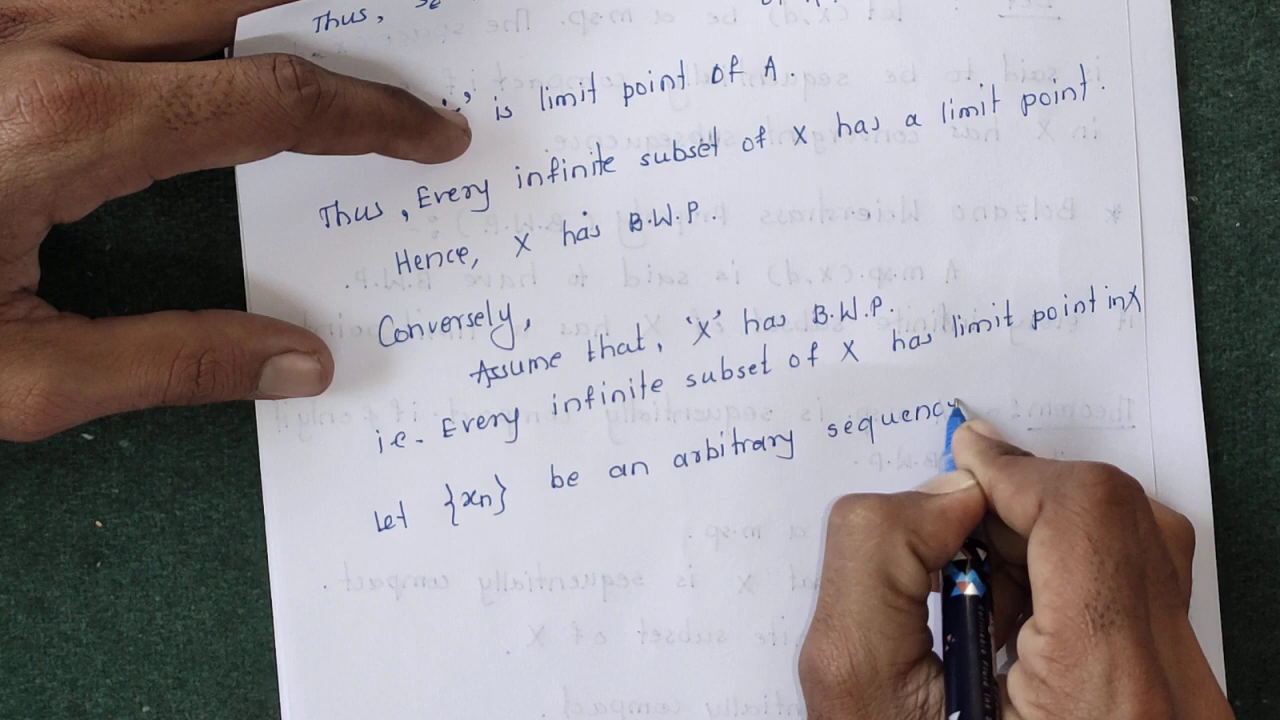 Thus,
is limit point of A.
Thus, Every infinite subset of X has a limit point.
Hence, X has B.W.P.
Conversely,
Assume that, 'X' has B.W.P.
i.e. Every infinite subset of X has limit point in X
Let {xn} be an arbitrary sequenc